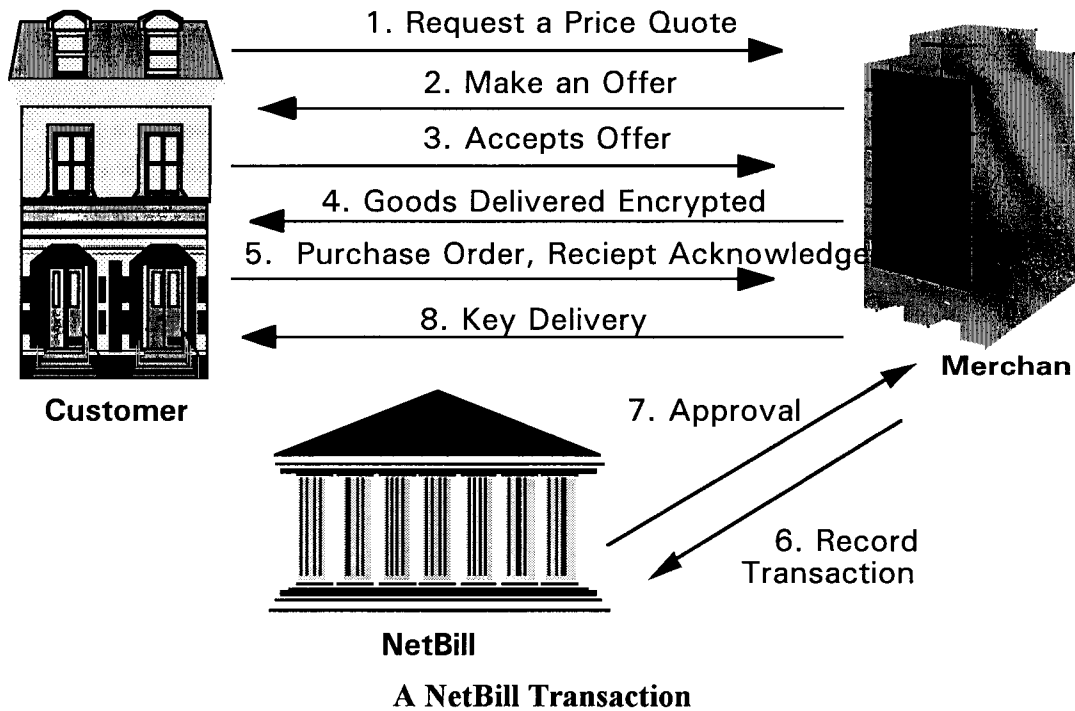 1. Request a Price Quote
2. Make an Offer
3. Accepts Offer
4. Goods Delivered Encrypted
5. Purchase Order, Reciept Acknowledge
8. Key Delivery
Merchan
Customer
7. Approval
6. Record
Transaction
NetBill
A NetBill Transaction